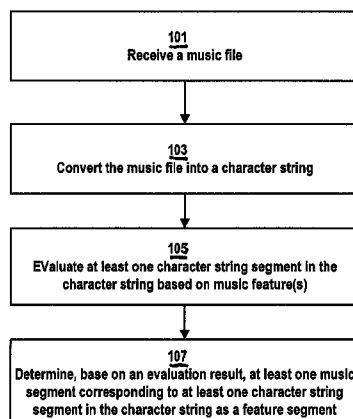 101
Receive a music file
103
Convert the music file into a character string
105
EValuate at least one character string segment in the
character string based on music feature(s)
107
Determine, base on an evaluation result, at least one music
segment corresponding to at least one character string
segment in the character string as a feature segment